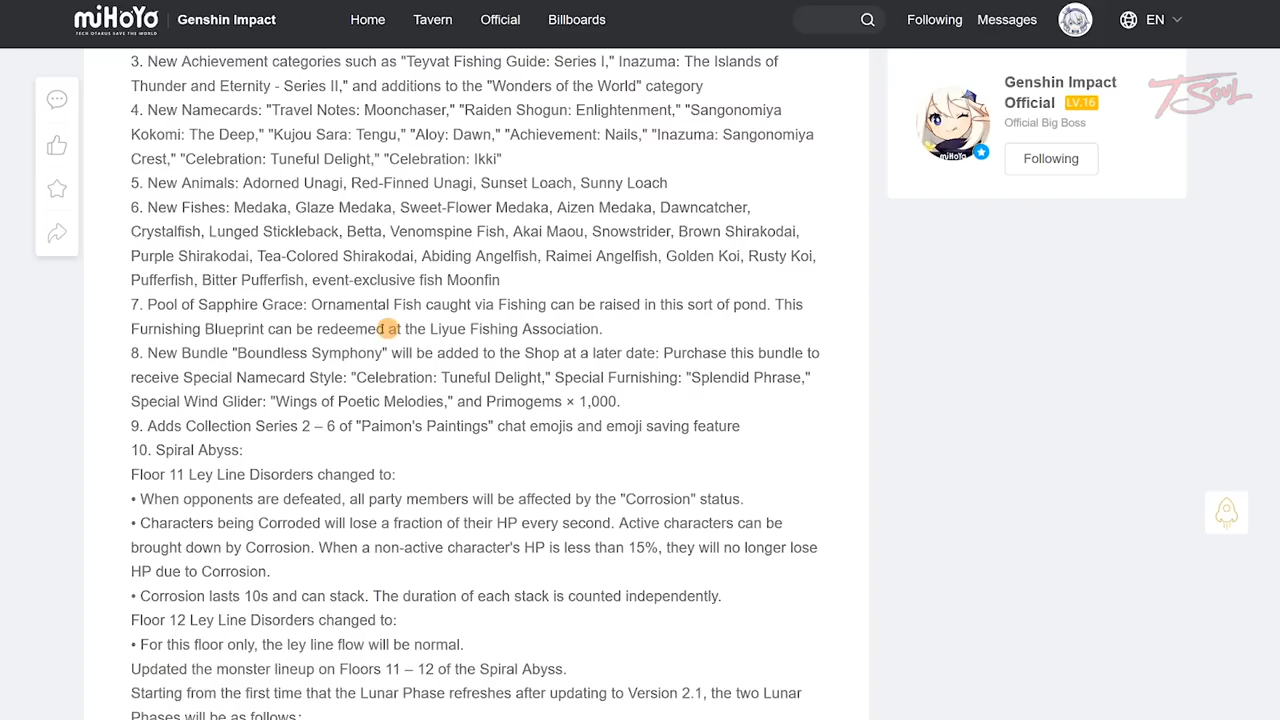 miHoYo
TECH OTAKUS SAVE THE WORLD
Genshin Impact
Home
Tavern
Official
Billboards
Following
Messages
EN
3. New Achievement categories such as "Teyvat Fishing Guide: Series I," Inazuma: The Islands of
Thunder and Eternity - Series II," and additions to the "Wonders of the World" category
4. New Namecards: "Travel Notes: Moonchaser," "Raiden Shogun: Enlightenment," "Sangonomiya
Kokomi: The Deep," "Kujou Sara: Tengu," "Aloy: Dawn," "Achievement: Nails," "Inazuma: Sangonomiya
Crest," "Celebration: Tuneful Delight," "Celebration: Ikki"
5. New Animals: Adorned Unagi, Red-Finned Unagi, Sunset Loach, Sunny Loach
6. New Fishes: Medaka, Glaze Medaka, Sweet-Flower Medaka, Aizen Medaka, Dawncatcher,
Crystalfish, Lunged Stickleback, Betta, Venomspine Fish, Akai Maou, Snowstrider, Brown Shirakodai,
Purple Shirakodai, Tea-Colored Shirakodai, Abiding Angelfish, Raimei Angelfish, Golden Koi, Rusty Koi,
Pufferfish, Bitter Pufferfish, event-exclusive fish Moonfin
7. Pool of Sapphire Grace: Ornamental Fish caught via Fishing can be raised in this sort of pond. This
Furnishing Blueprint can be redeemed at the Liyue Fishing Association.
8. New Bundle "Boundless Symphony" will be added to the Shop at a later date: Purchase this bundle to
receive Special Namecard Style: "Celebration: Tuneful Delight," Special Furnishing: "Splendid Phrase,"
Special Wind Glider: "Wings of Poetic Melodies," and Primogems × 1,000.
9. Adds Collection Series 2 – 6 of "Paimon's Paintings" chat emojis and emoji saving feature
10. Spiral Abyss:
Floor 11 Ley Line Disorders changed to:
• When opponents are defeated, all party members will be affected by the "Corrosion" status.
• Characters being Corroded will lose a fraction of their HP every second. Active characters can be
brought down by Corrosion. When a non-active character's HP is less than 15%, they will no longer lose
HP due to Corrosion.
• Corrosion lasts 10s and can stack. The duration of each stack is counted independently.
Floor 12 Ley Line Disorders changed to:
• For this floor only, the ley line flow will be normal.
Updated the monster lineup on Floors 11 – 12 of the Spiral Abyss.
Starting from the first time that the Lunar Phase refreshes after updating to Version 2.1, the two Lunar
Phases will be as follows:
Genshin Impact
Official LV.16
Official Big Boss
Following
miHoYo
TSOUL